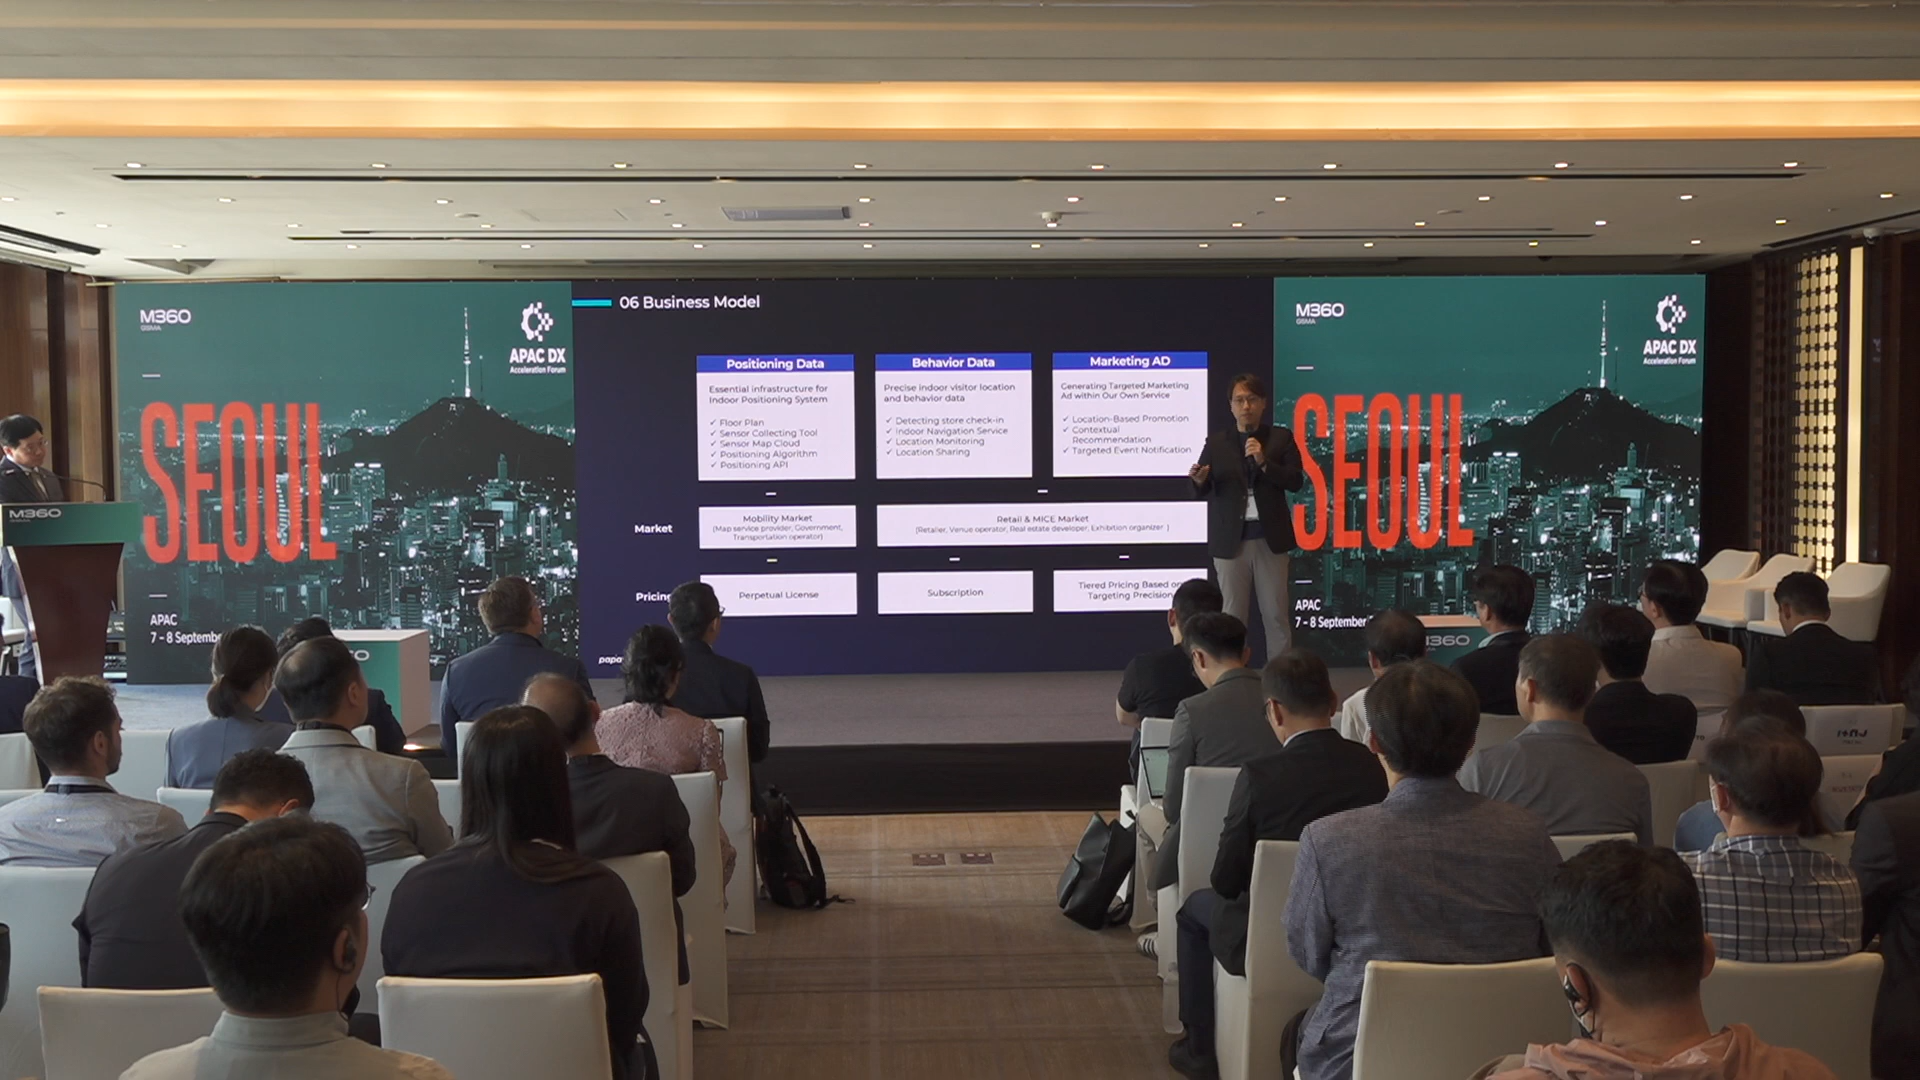 M360
GSMA
APAC DX
Acceleration Forum
SEOUL
APAC
7 – 8 September
M360
06 Business Model
Positioning Data
Essential infrastructure for
Indoor Positioning System
✓ Floor Plan
✓ Sensor Collecting Tool
✓ Sensor Map Cloud
✓ Positioning Algorithm
✓ Positioning API
Behavior Data
Precise indoor visitor location
and behavior data
✓ Detecting store check-in
✓ Indoor Navigation Service
✓ Location Monitoring
✓ Location Sharing
Marketing AD
Generating Targeted Marketing
Ad within Our Own Service
✓ Location-Based Promotion
✓ Contextual
Recommendation
✓ Targeted Event Notification
Market
Mobility Market
(Map service provider, Government,
Transportation operator)
Retail & MICE Market
(Retailer, Venue operator, Real estate developer, Exhibition organizer )
Pricing
Perpetual License
Subscription
Tiered Pricing Based on
Targeting Precision
papa
M360
GSMA
APAC DX
Acceleration Forum
SEOUL
APAC
7 – 8 September
M360